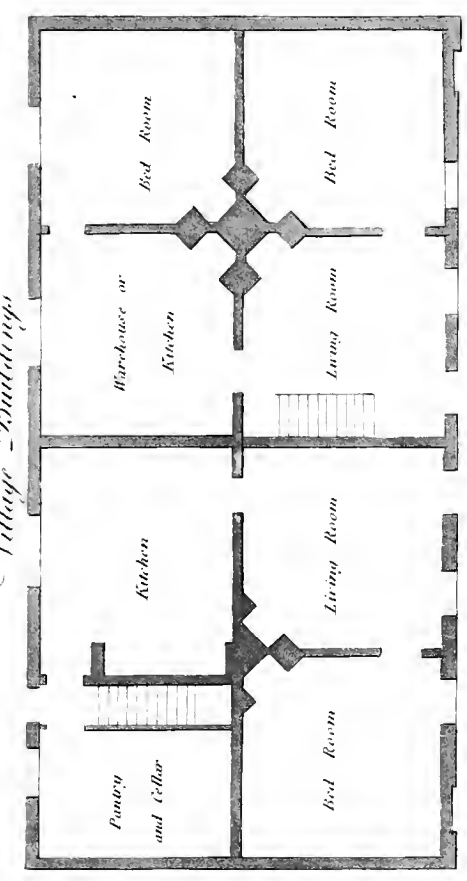 Village Buildings
Bed Room
Bed Room
Warehouse or
Kitchen
Living Room
Kitchen
Living Room
Pantry
and Cellar
Bed Room